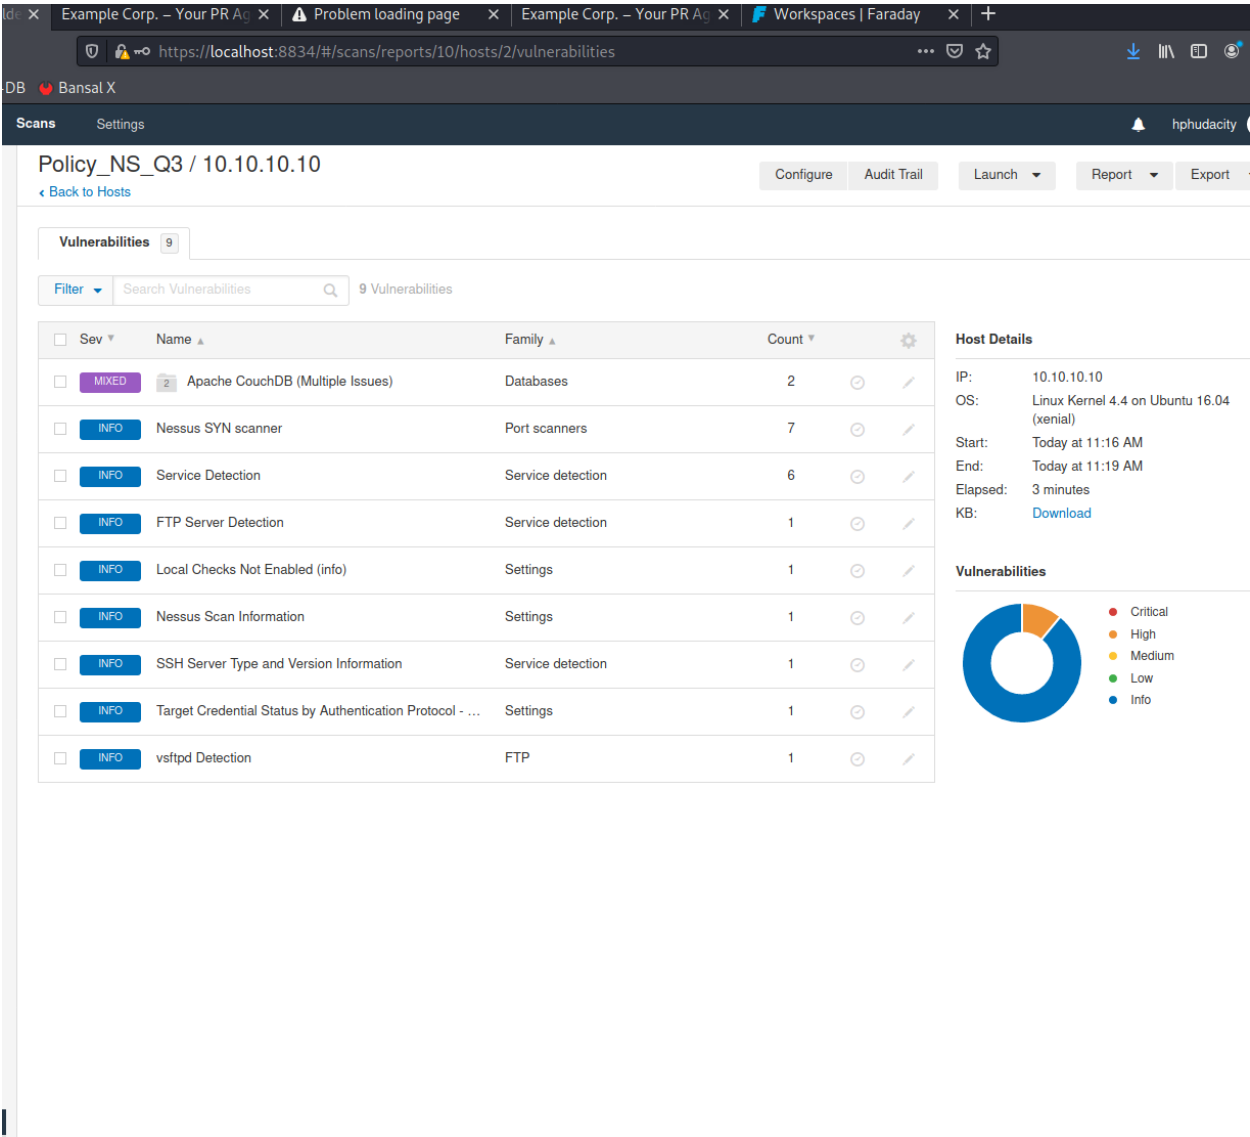 Example Corp. – Your PR Ag
Problem loading page
Example Corp. – Your PR Ag
Workspaces | Faraday
https://localhost:8834/#/scans/reports/10/hosts/2/vulnerabilities
-DB Bansal X
Scans Settings hphudacity
Policy_NS_Q3 / 10.10.10.10
Back to Hosts
Configure Audit Trail Launch Report Export
Vulnerabilities 9
Filter Search Vulnerabilities 9 Vulnerabilities
Sev Name Family Count
MIXED 2 Apache CouchDB (Multiple Issues) Databases 2
INFO Nessus SYN scanner Port scanners 7
INFO Service Detection Service detection 6
INFO FTP Server Detection Service detection 1
INFO Local Checks Not Enabled (info) Settings 1
INFO Nessus Scan Information Settings 1
INFO SSH Server Type and Version Information Service detection 1
INFO Target Credential Status by Authentication Protocol - ... Settings 1
INFO vsftpd Detection FTP 1
Host Details
IP: 10.10.10.10
OS: Linux Kernel 4.4 on Ubuntu 16.04
(xenial)
Start: Today at 11:16 AM
End: Today at 11:19 AM
Elapsed: 3 minutes
KB: Download
Vulnerabilities
Critical
High
Medium
Low
Info